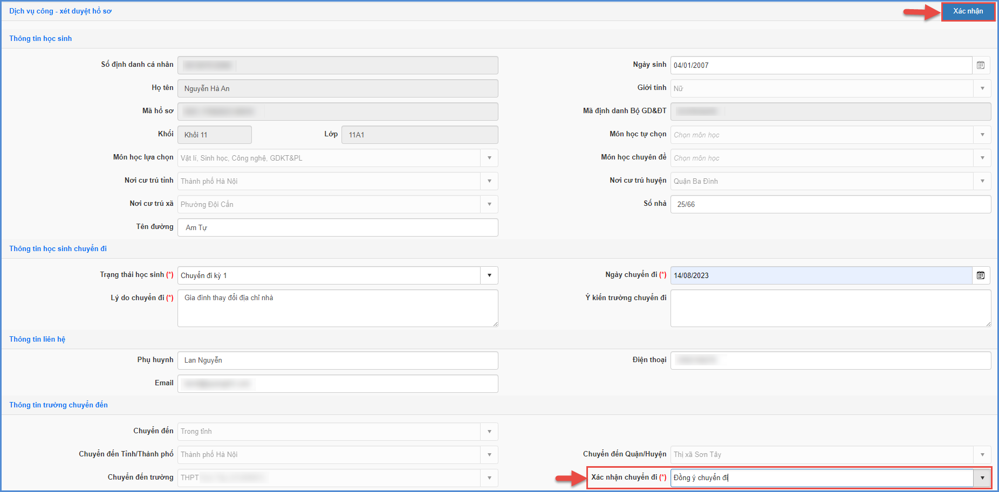 Dịch vụ công - xét duyệt hồ sơ
Xác nhận
Thông tin học sinh
Số định danh cá nhân
Ngày sinh 04/01/2007
Họ tên Nguyễn Hà An
Giới tính Nữ
Mã hồ sơ
Mã định danh Bộ GD&ĐT
Khối Khối 11 Lớp 11A1
Môn học tự chọn Chọn môn học
Môn học lựa chọn Vật lí, Sinh học, Công nghệ, GDKT&PL
Môn học chuyên đề Chọn môn học
Nơi cư trú tỉnh Thành phố Hà Nội
Nơi cư trú huyện Quận Ba Đình
Nơi cư trú xã Phường Đội Cấn
Số nhà 25/66
Tên đường Am Tự
Thông tin học sinh chuyển đi
Trạng thái học sinh (*) Chuyển đi kỳ 1
Ngày chuyển đi (*) 14/08/2023
Lý do chuyển đi (*) Gia đình thay đổi địa chỉ nhà
Ý kiến trường chuyển đi
Thông tin liên hệ
Phụ huynh Lan Nguyễn
Điện thoại
Email
Thông tin trường chuyển đến
Chuyển đến Trong tỉnh
Chuyển đến Tỉnh/Thành phố Thành phố Hà Nội
Chuyển đến Quận/Huyện Thị xã Sơn Tây
Chuyển đến trường THPT
Xác nhận chuyển đi (*) Đồng ý chuyển đi